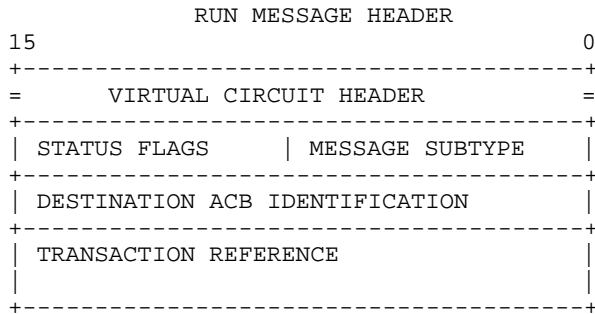 RUN MESSAGE HEADER
15                                      0
+---------------------------------------+
=      VIRTUAL CIRCUIT HEADER           =
+---------------------------------------+
| STATUS FLAGS     | MESSAGE SUBTYPE    |
+---------------------------------------+
| DESTINATION ACB IDENTIFICATION        |
+---------------------------------------+
| TRANSACTION REFERENCE                 |
|                                       |
+---------------------------------------+